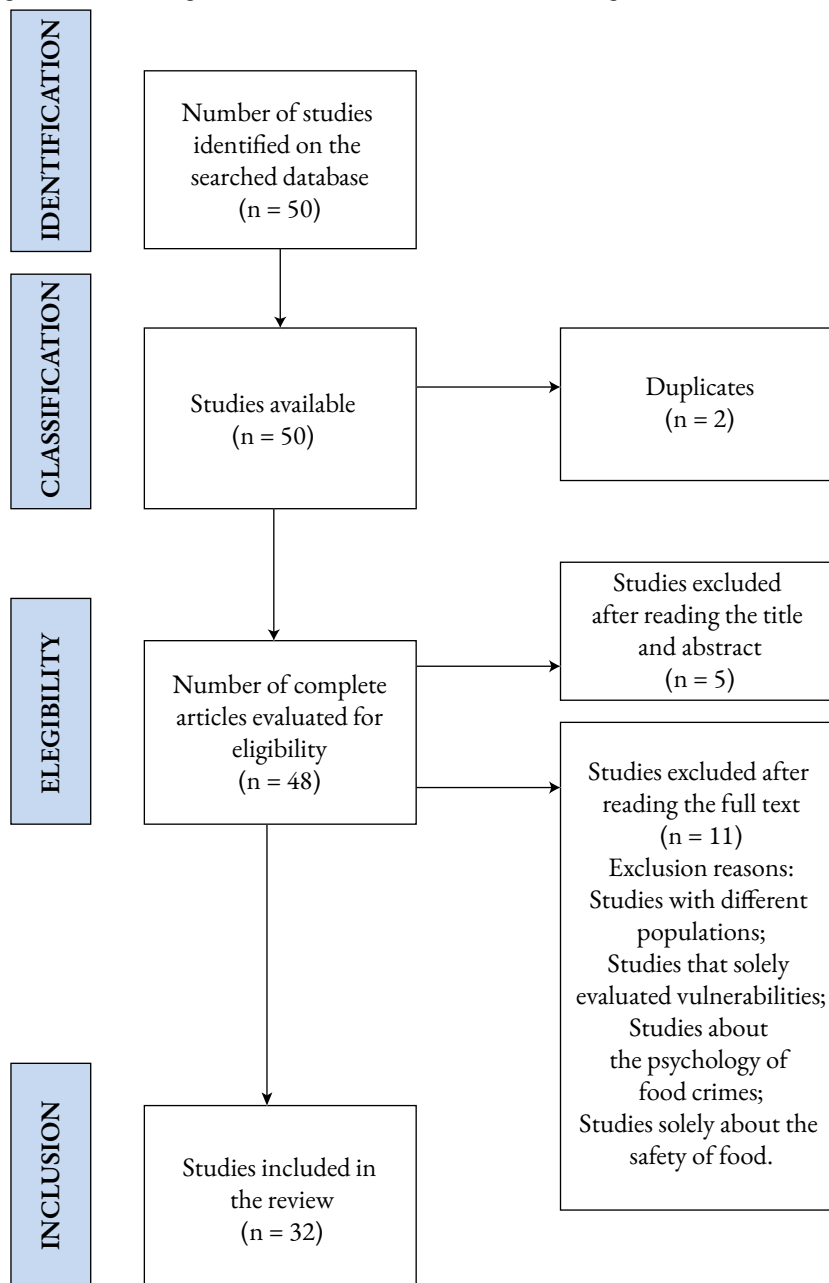 IDENTIFICATION
Number of studies
identified on the
searched database
(n = 50)
CLASSIFICATION
Studies available
(n = 50)
Duplicates
(n = 2)
ELEGIBILITY
Number of complete
articles evaluated for
eligibility
(n = 48)
Studies excluded
after reading the title
and abstract
(n = 5)
Studies excluded after
reading the full text
(n = 11)
Exclusion reasons:
Studies with different
populations;
Studies that solely
evaluated vulnerabilities;
Studies about
the psychology of
food crimes;
Studies solely about the
safety of food.
INCLUSION
Studies included in
the review
(n = 32)